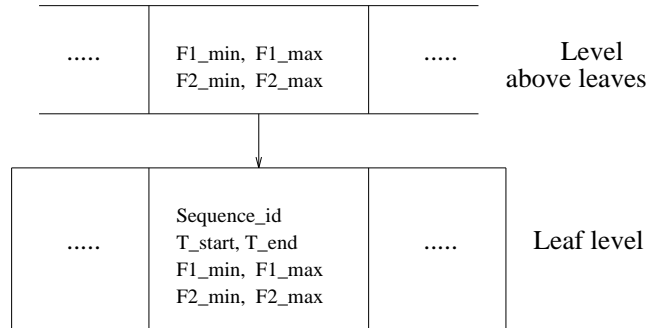 ..... F1_min, F1_max ..... Level
F2_min, F2_max above leaves
Sequence_id
..... T_start, T_end ..... Leaf level
F1_min, F1_max
F2_min, F2_max